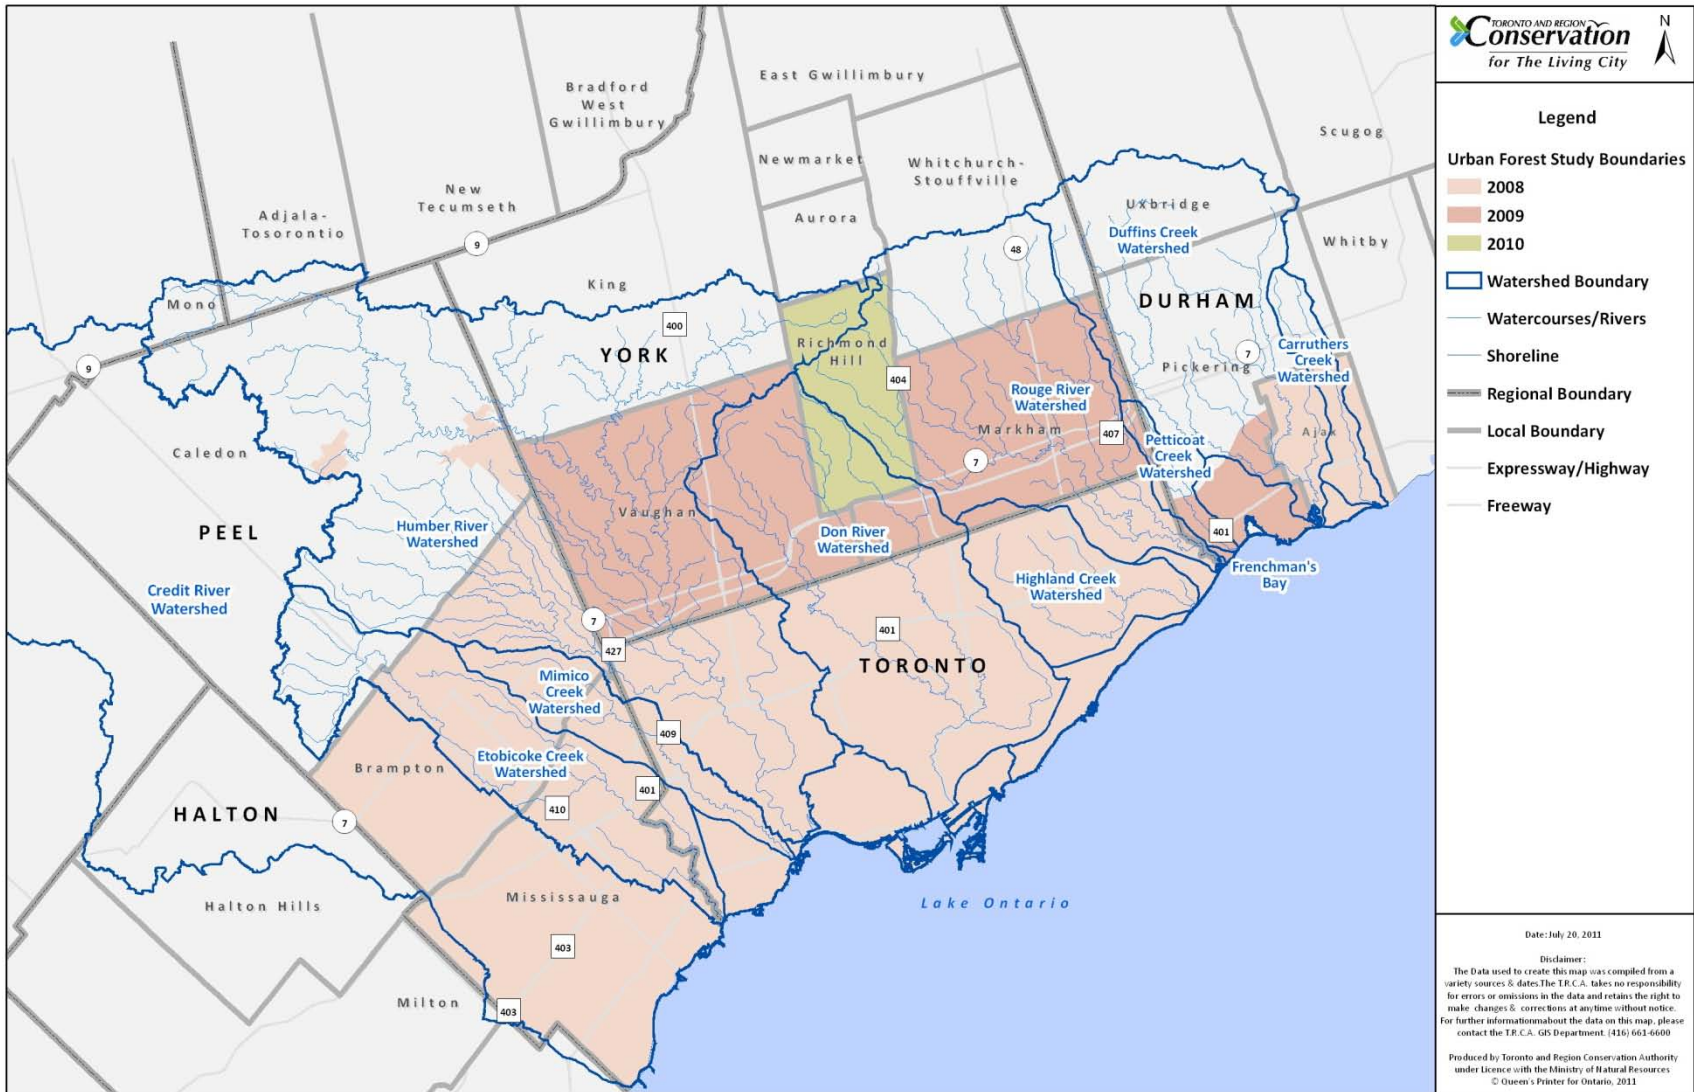 TORONTO AND REGION
Conservation
for The Living City
N
Legend
Urban Forest Study Boundaries
2008
2009
2010
Watershed Boundary
Watercourses/Rivers
Shoreline
Regional Boundary
Local Boundary
Expressway/Highway
Freeway
Date: July 20, 2011
Disclaimer:
The Data used to create this map was compiled from a
variety sources & dates. The T.R.C.A. takes no responsibility
for errors or omissions in the data and retains the right to
make changes & corrections at anytime without notice.
For further informationmabout the data on this map, please
contact the T.R.C.A. GIS Department. (416) 661-6600
Produced by Toronto and Region Conservation Authority
under Licence with the Ministry of Natural Resources
© Queen's Printer for Ontario, 2011
East Gwillimbury
Bradford
West
Gwillimbury
Scugog
Newmarket
Whitchurch-
Stouffville
New
Tecumseth
Adjala-
Tosorontio
Aurora
Uxbridge
Duffins Creek
Watershed
Whitby
9
48
King
Mono
DURHAM
400
YORK
Richmond
Hill
7
Carruthers
Creek
Watershed
9
Pickering
404
Rouge River
Watershed
Markham
407
Ajax
Petticoat
Creek
Watershed
Caledon
7
Vaughan
Humber River
Watershed
PEEL
Don River
Watershed
401
Frenchman's
Bay
Highland Creek
Watershed
Credit River
Watershed
7
401
427
TORONTO
Mimico
Creek
Watershed
409
Etobicoke Creek
Watershed
Brampton
401
410
HALTON
7
Mississauga
Lake Ontario
Halton Hills
403
Milton
403